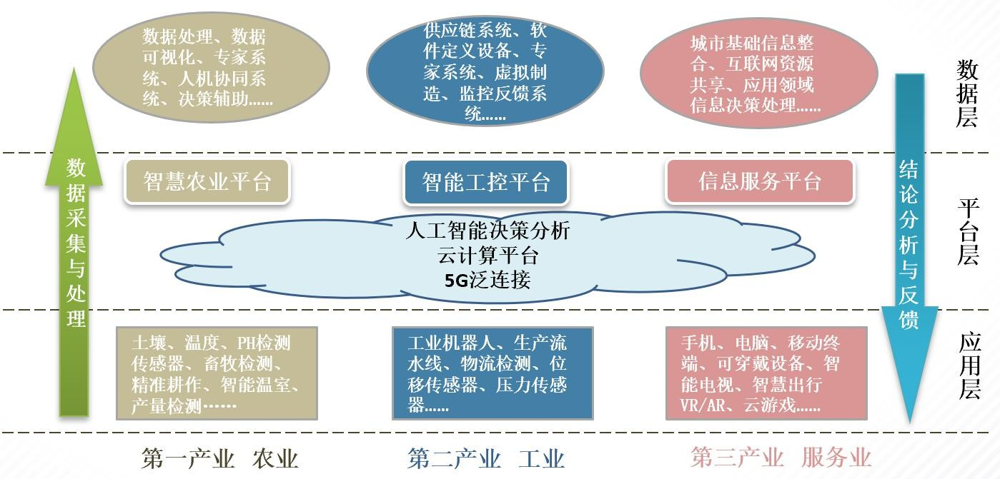 数据处理、数据
可视化、专家系
统、人机协同系
统、决策辅助……
供应链系统、软
件定义设备、专
家系统、虚拟制
造、监控反馈系
统……
城市基础信息整
合、互联网资源
共享、应用领域
信息决策处理……
数据层
数据采集与处理
智慧农业平台
智能工控平台
信息服务平台
人工智能决策分析
云计算平台
5G泛连接
结论分析与反馈
平台层
土壤、温度、PH检测
传感器、畜牧检测、
精准耕作、智能温室、
产量检测……
工业机器人、生产流
水线、物流检测、位
移传感器、压力传感
器……
手机、电脑、移动终
端、可穿戴设备、智
能电视、智慧出行
VR/AR、云游戏……
应用层
第一产业 农业
第二产业 工业
第三产业 服务业